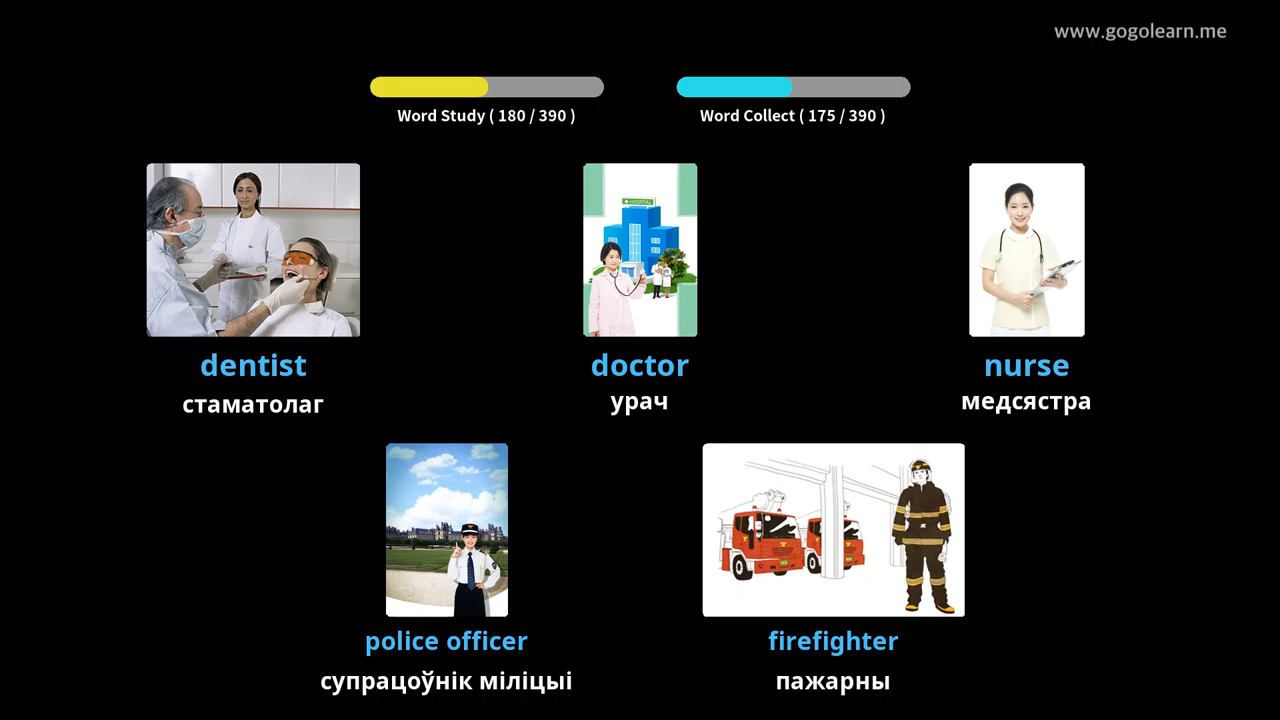 www.gogolearn.me
Word Study ( 180 / 390 )
Word Collect ( 175 / 390 )
HOSPITAL
dentist
стаматолаг
doctor
урач
nurse
медсястра
police officer
супрацоўнік міліцыі
firefighter
пажарны